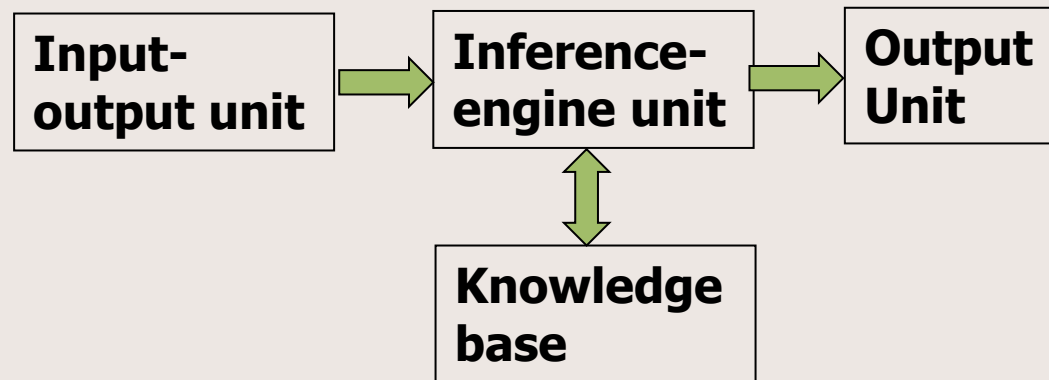 Input-
output unit
Inference-
engine unit
Output
Unit
Knowledge
base